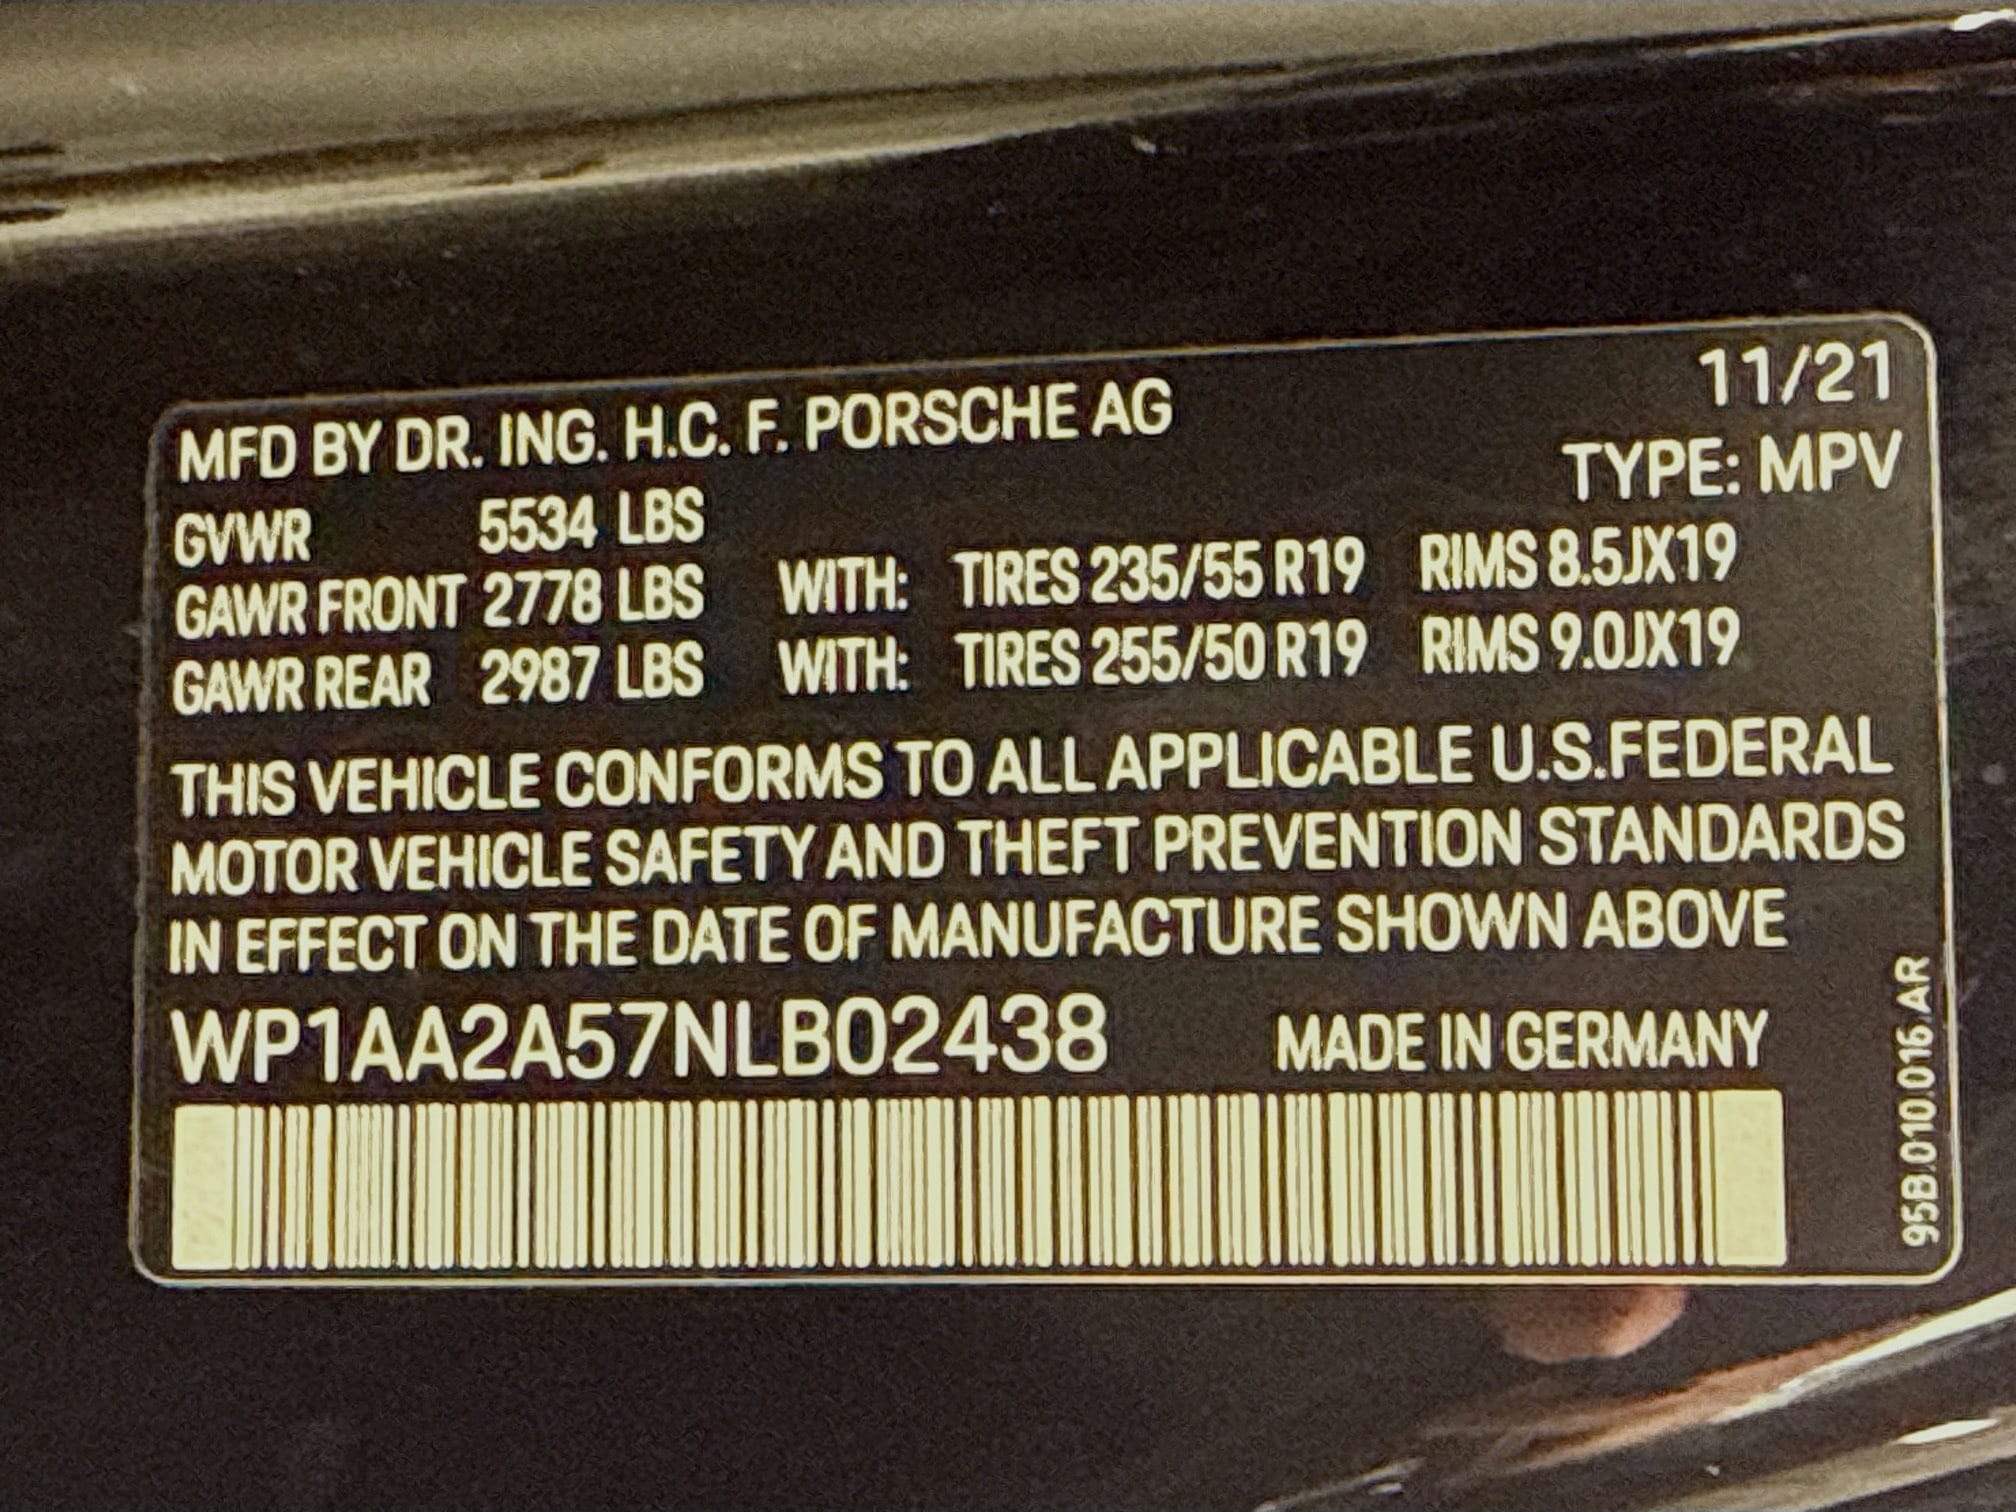 11/21
MFD BY DR. ING. H.C. F. PORSCHE AG
TYPE: MPV
GVWR 5534 LBS
GAWR FRONT 2778 LBS WITH: TIRES 235/55 R19 RIMS 8.5JX19
GAWR REAR 2987 LBS WITH: TIRES 255/50 R19 RIMS 9.0JX19
THIS VEHICLE CONFORMS TO ALL APPLICABLE U.S.FEDERAL
MOTOR VEHICLE SAFETY AND THEFT PREVENTION STANDARDS
IN EFFECT ON THE DATE OF MANUFACTURE SHOWN ABOVE
WP1AA2A57NLB02438 MADE IN GERMANY
95B.010.016.AR